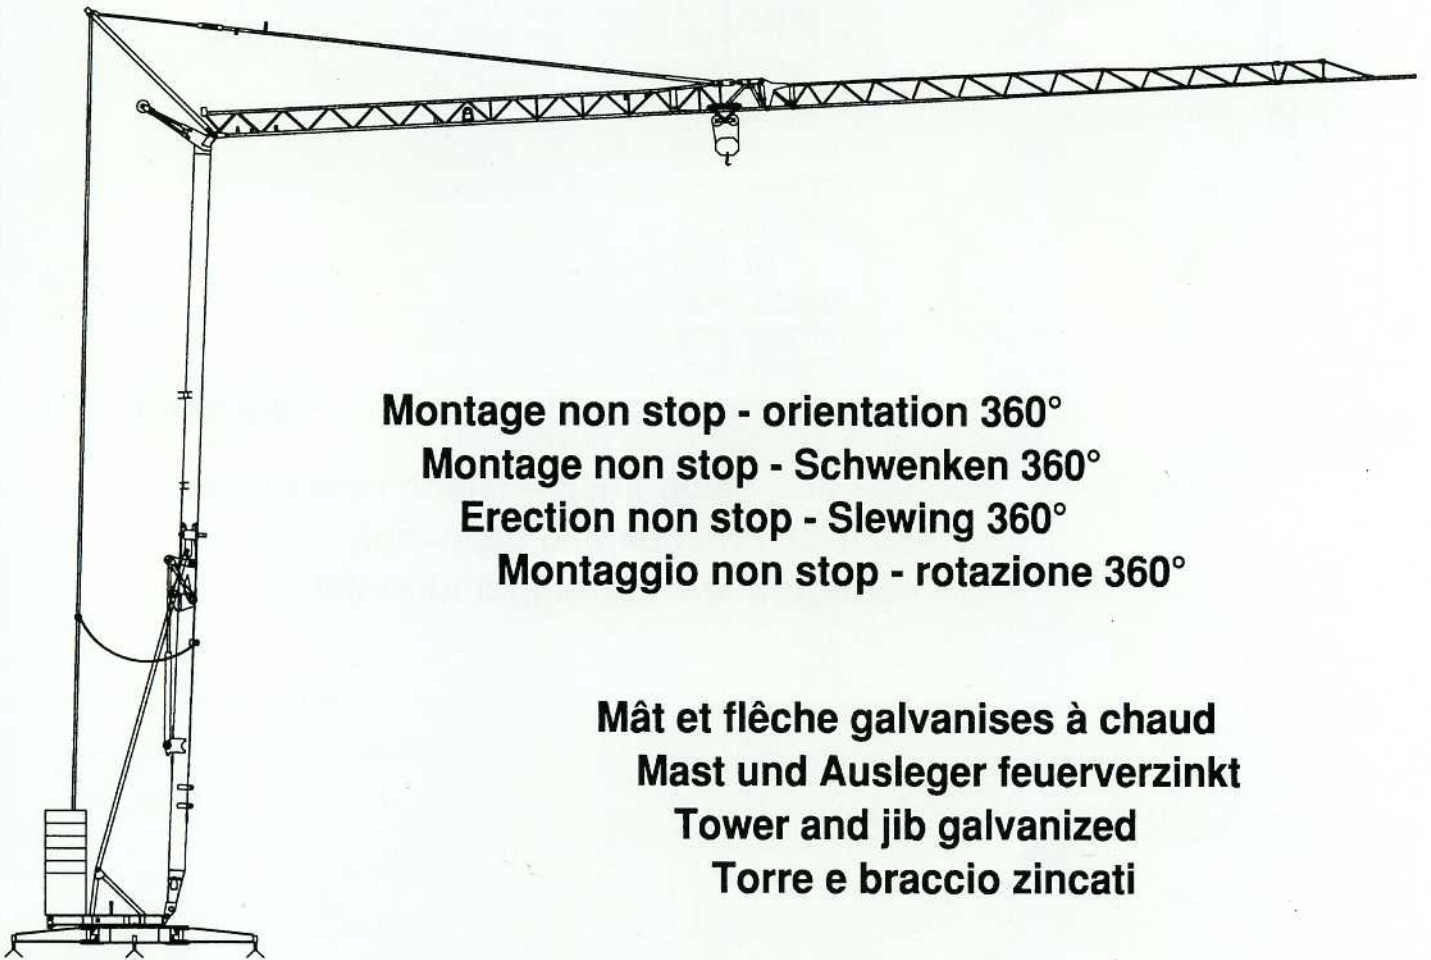 Montage non stop - orientation 360°
Montage non stop - Schwenken 360°
Erection non stop - Slewing 360°
Montaggio non stop - rotazione 360°
Mât et flêche galvanises à chaud
Mast und Ausleger feuerverzinkt
Tower and jib galvanized
Torre e braccio zincati